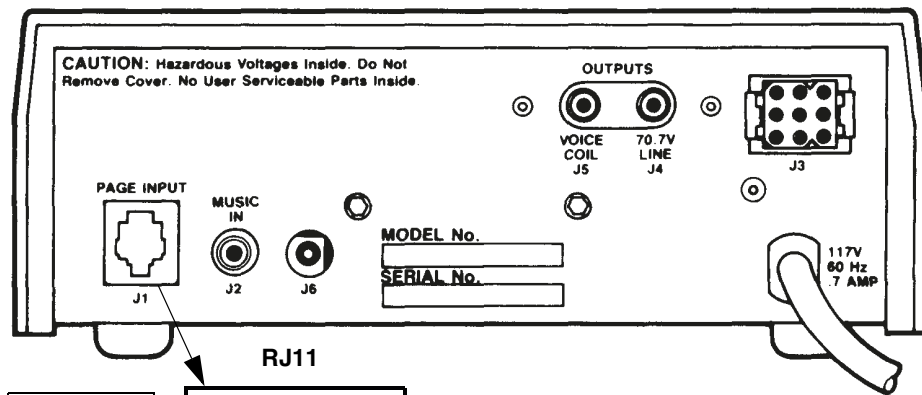 CAUTION: Hazardous Voltages Inside. Do Not
Remove Cover. No User Serviceable Parts Inside.
OUTPUTS
VOICE
COIL
J5
70.7V
LINE
J4
J3
PAGE INPUT
J1
MUSIC
IN
J2
J6
MODEL No.
SERIAL No.
117V
60 Hz
.7 AMP
RJ11